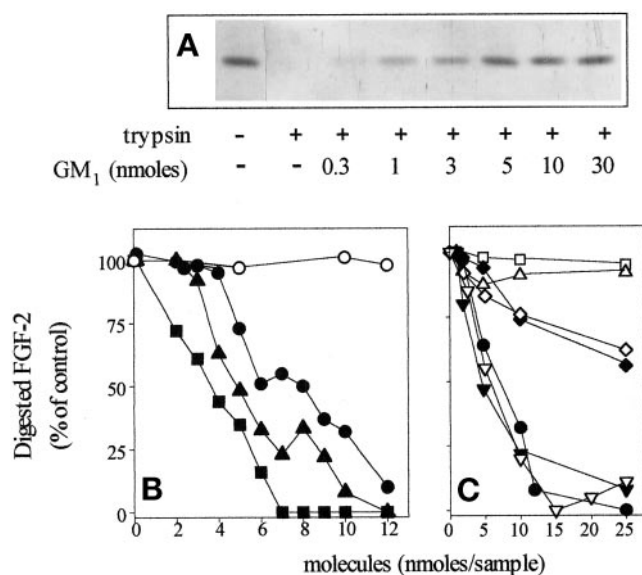 A
trypsin - + + + + + + +
GM1 (nmoles) - - 0.3 1 3 5 10 30
Digested FGF-2
(% of control)
100
75
50
25
0
B
0 2 4 6 8 10 12
C
0 5 10 15 20 25
molecules (nmoles/sample)